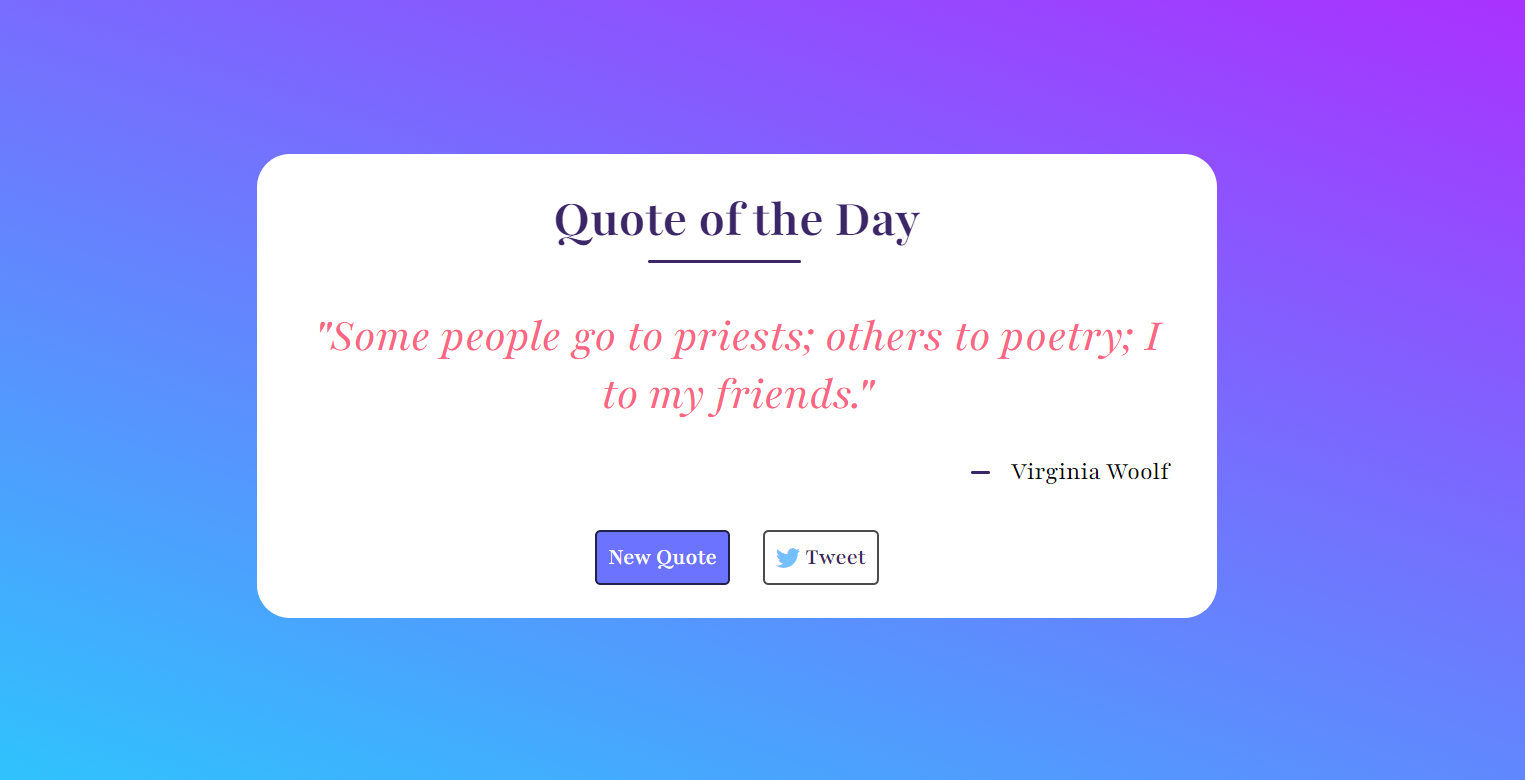 Quote of the Day
"Some people go to priests; others to poetry; I
to my friends."
— Virginia Woolf
New Quote Tweet